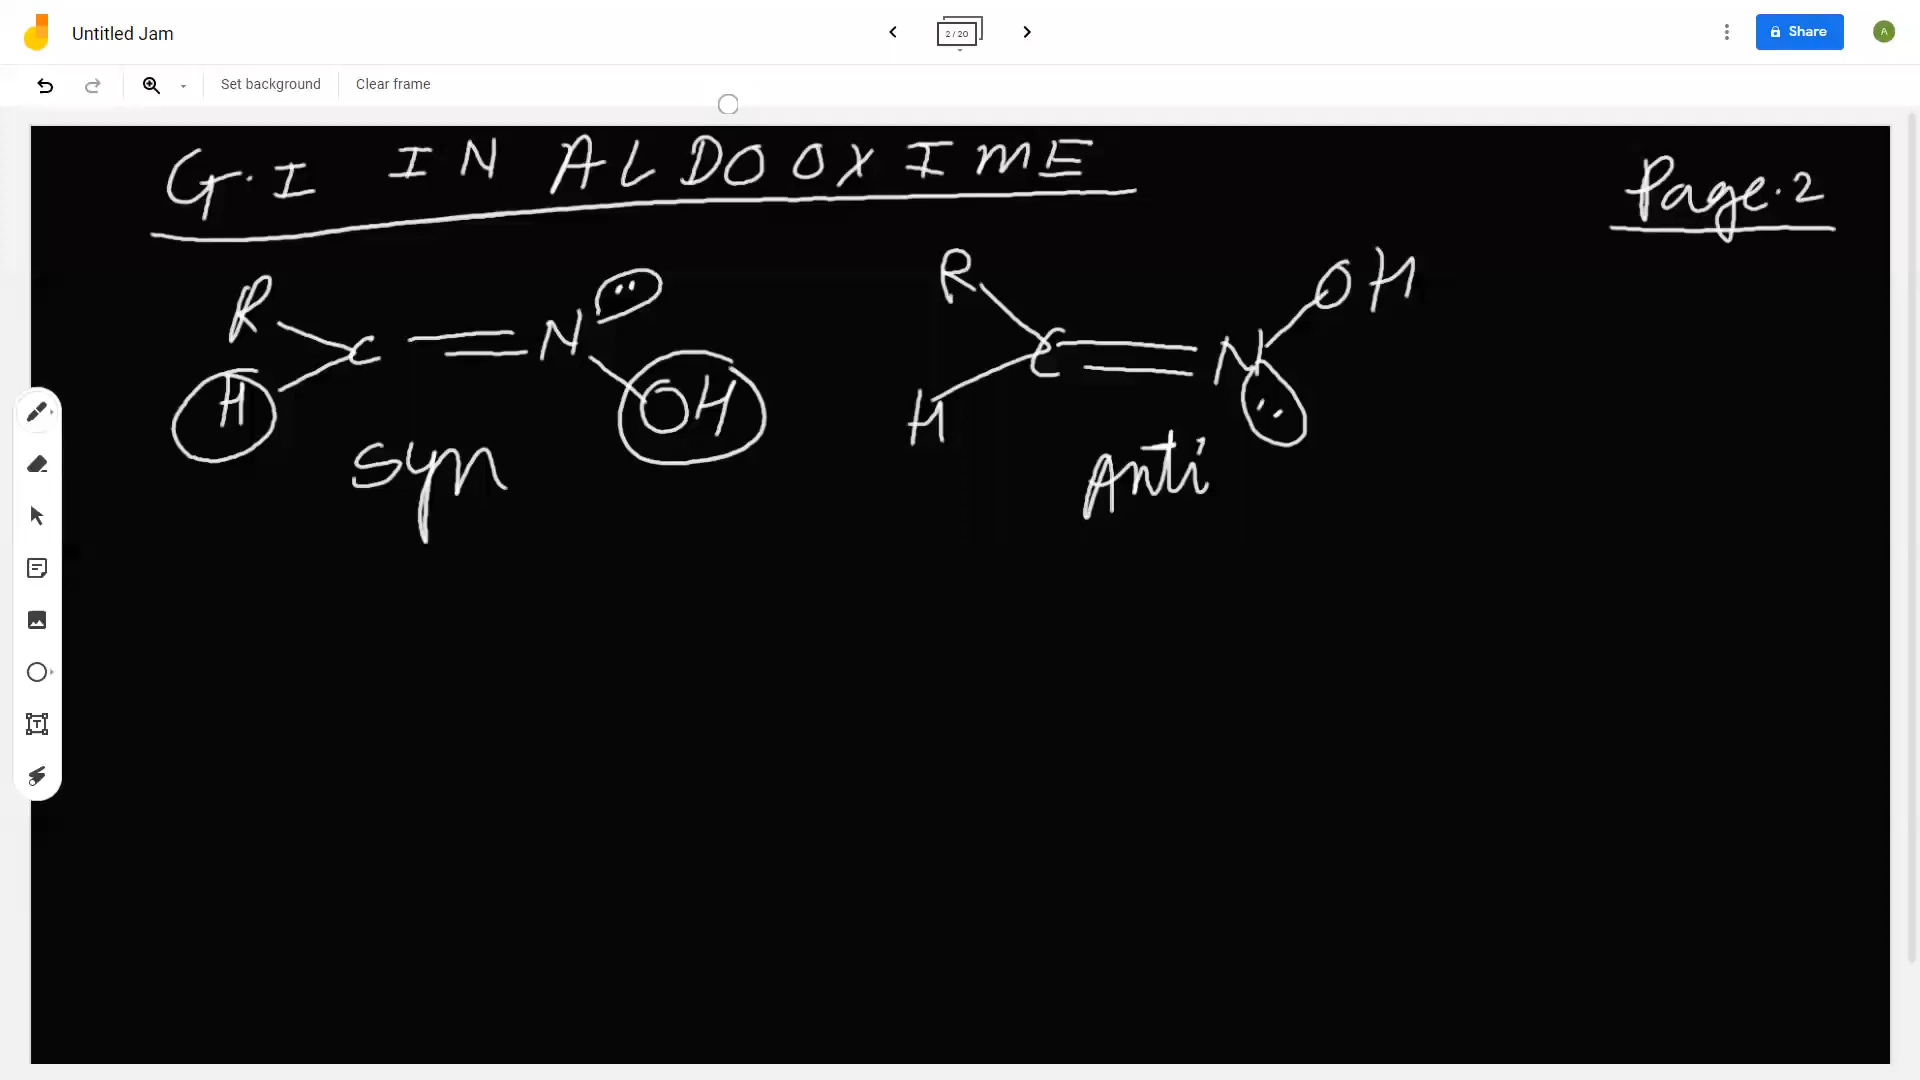 Untitled Jam
2 / 20
Share
A
Set background
Clear frame
G.I IN ALDOOXIME
Page.2
R
H
C
N
OH
Syn
R
H
C
N
OH
Anti